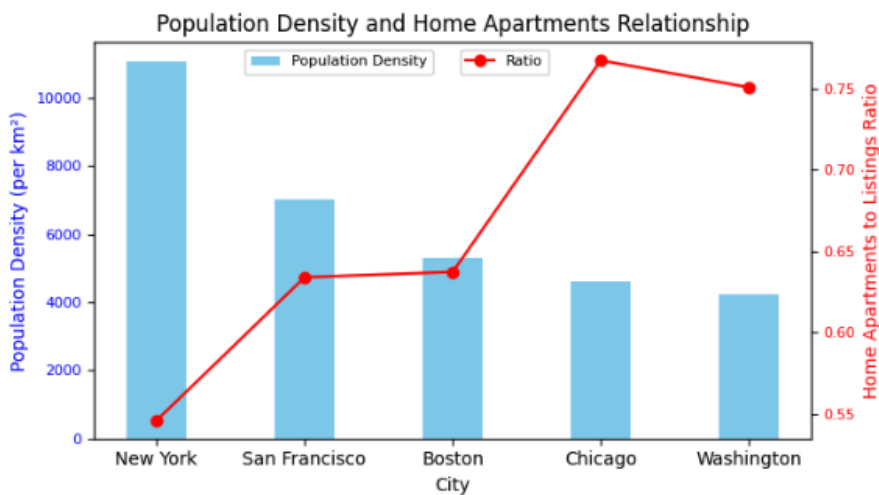 Population Density and Home Apartments Relationship
Population Density
Ratio
Population Density (per km²)
10000
8000
6000
4000
2000
0
0.75
0.70
0.65
0.60
0.55
Home Apartments to Listings Ratio
New York
San Francisco
Boston
Chicago
Washington
City